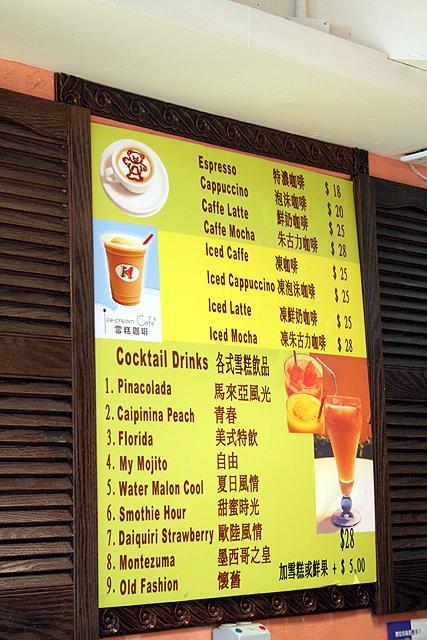 Espresso 特濃咖啡 $ 18
Cappuccino 泡沫咖啡 $ 20
Caffe Latte 鮮奶咖啡 $ 25
Caffe Mocha 朱古力咖啡 $ 28
Iced Caffe 凍咖啡 $ 25
Iced Cappuccino 凍泡沫咖啡 $ 25
Iced Latte 凍鮮奶咖啡 $ 25
Iced Mocha 凍朱古力咖啡 $ 28
Ice-cream Cafe
雪糕咖啡
Cocktail Drinks 各式雪糕飲品
1. Pinacolada 馬來亞風光
2. Caipinina Peach 青春
3. Florida 美式特飲
4. My Mojito 自由
5. Water Malon Cool 夏日風情
6. Smothie Hour 甜蜜時光
7. Daiquiri Strawberry 歐陸風情
8. Montezuma 墨西哥之皇
9. Old Fashion 懷舊
$28
加雪糕或鮮果 + $ 5.00